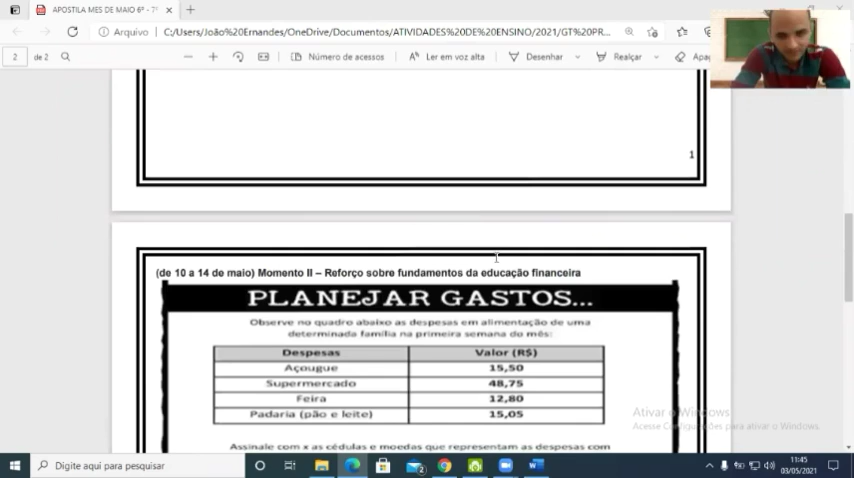 APOSTILA MES DE MAIO 6º - 7º
Arquivo | C:/Users/João%20Ernandes/OneDrive/Documentos/ATIVIDADES%20DE%20ENSINO/2021/GT%20PR...
2 de 2
Número de acessos
Ler em voz alta
Desenhar
Realçar
Apag
1
(de 10 a 14 de maio) Momento II – Reforço sobre fundamentos da educação financeira
PLANEJAR GASTOS...
Observe no quadro abaixo as despesas em alimentação de uma
determinada família na primeira semana do mês:
Despesas Valor (R$)
Açougue 15,50
Supermercado 48,75
Feira 12,80
Padaria (pão e leite) 15,05
Assinale com x as cédulas e moedas que representam as despesas com
Ativar o Windows
Acesse Configurações para ativar o Windows.
Digite aqui para pesquisar
2
11:45
03/05/2021